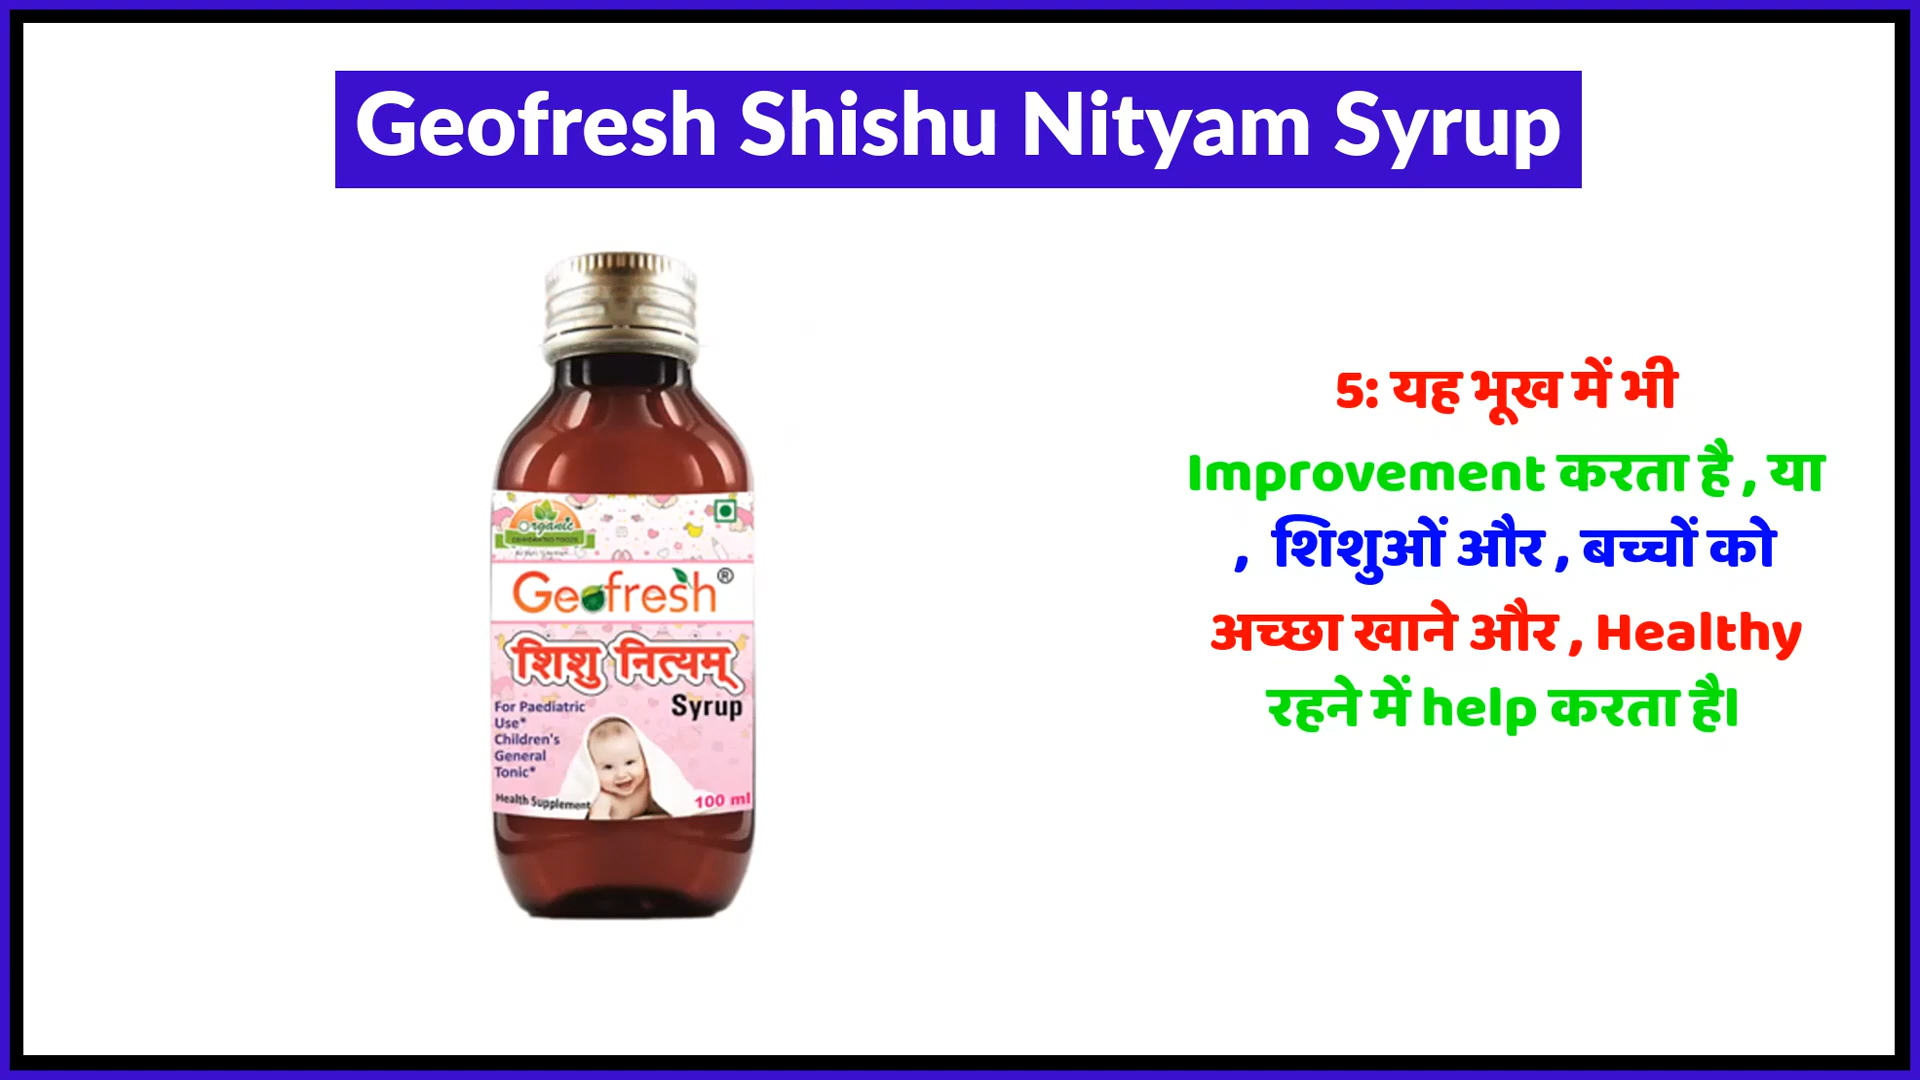 Geofresh Shishu Nityam Syrup
Organic
Geofresh®
शिशु नित्यम्
Syrup
For Paediatric
Use*
Children's
General
Tonic*
Health Supplement
100 ml
5: यह भूख में भी
Improvement करता है , या
, शिशुओं और , बच्चों को
अच्छा खाने और , Healthy
रहने में help करता है।